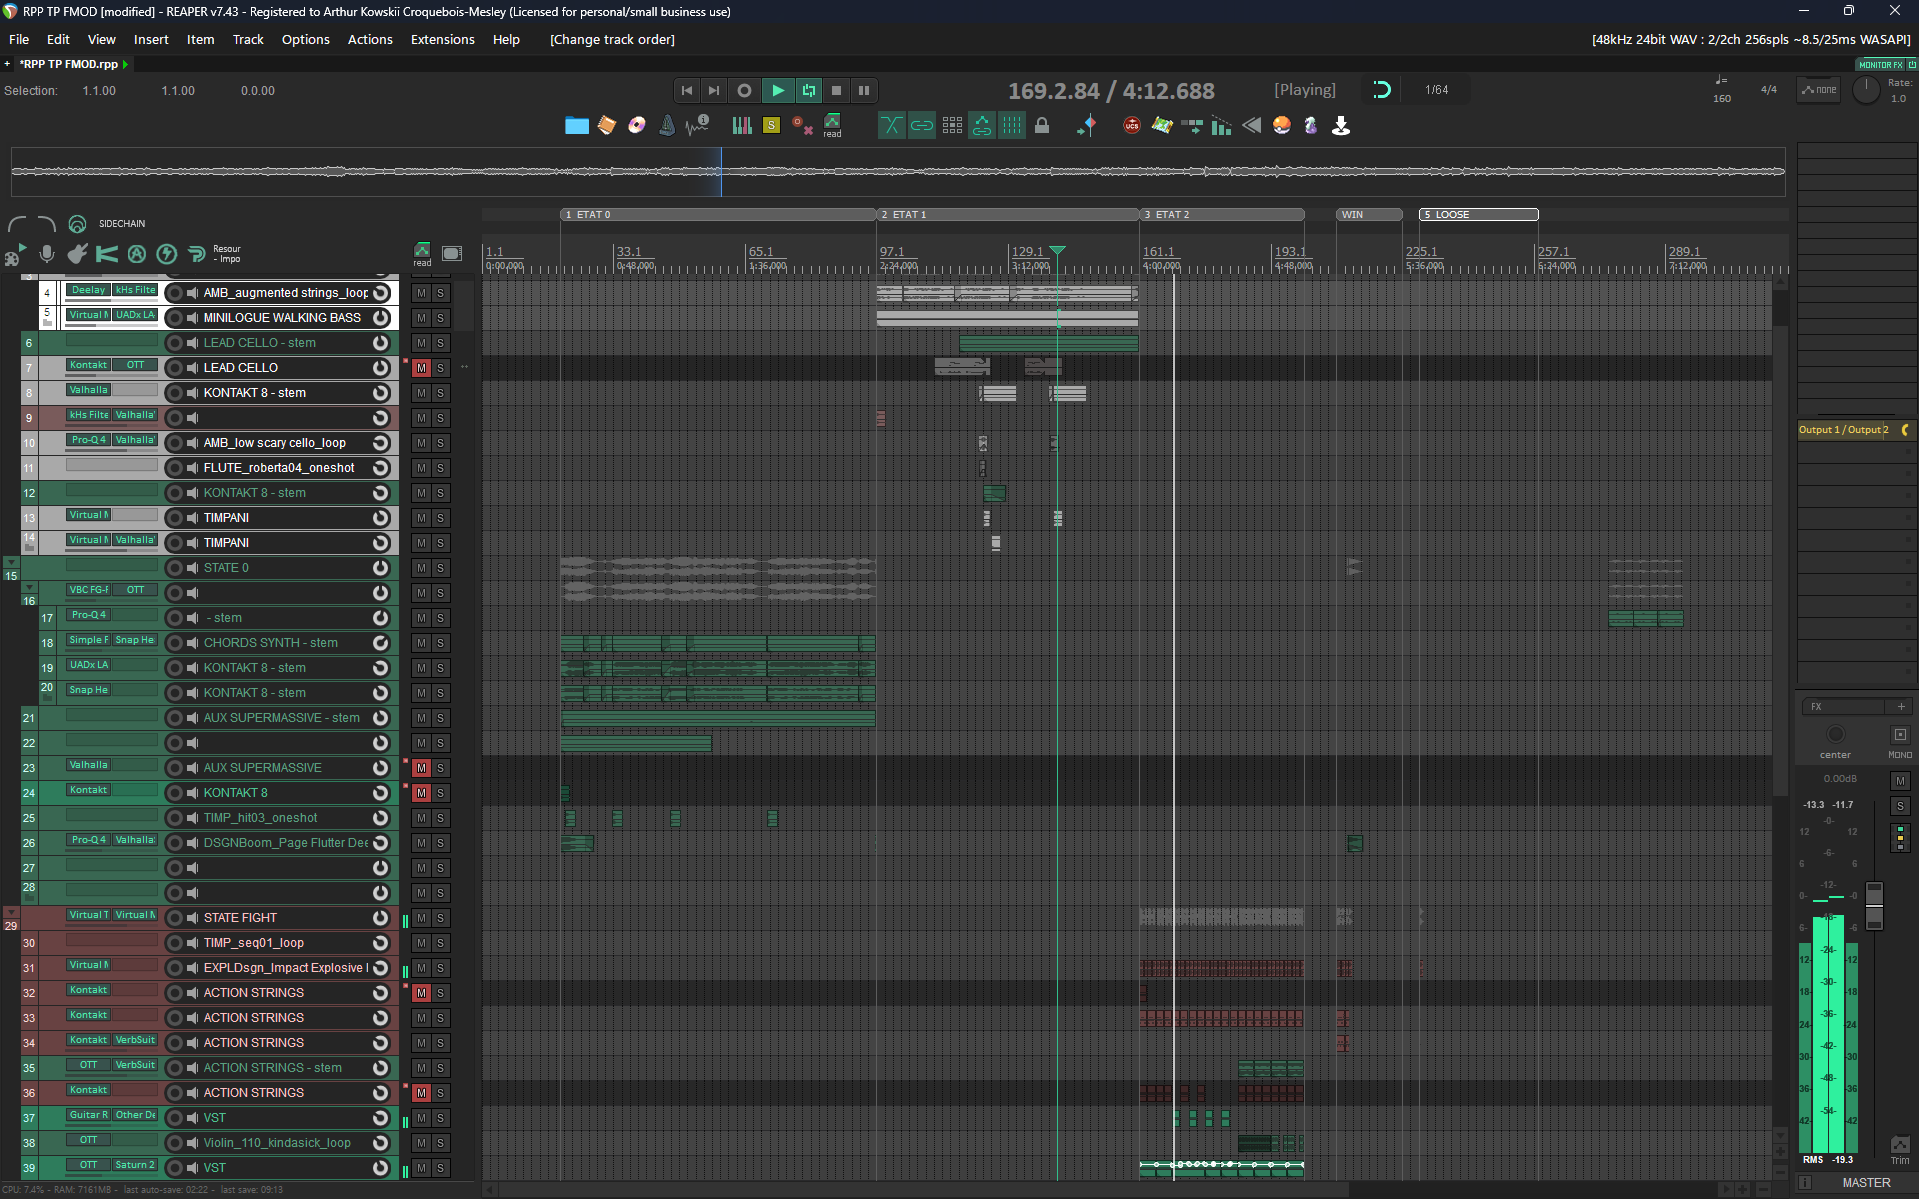 RPP TP FMOD [modified] - REAPER v7.43 - Registered to Arthur Kowskii Croquebois-Mesley (Licensed for personal/small business use)
File Edit View Insert Item Track Options Actions Extensions Help [Change track order] [48kHz 24bit WAV : 2/2ch 256spls ~8.5/25ms WASAPI]
+ *RPP TP FMOD.rpp MONITOR FX
Selection: 1.1.00 1.1.00 0.0.00 169.2.84 / 4:12.688 [Playing] 1/64 160 4/4 none Rate: 1.0
S read UCS
SIDECHAIN
Resour - Impo read
1 ETAT 0 2 ETAT 1 3 ETAT 2 WIN 5 LOOSE
1.1 33.1 65.1 97.1 129.1 161.1 193.1 225.1 257.1 289.1
0:00.000 0:48.000 1:36.000 2:24.000 3:12.000 4:00.000 4:48.000 5:36.000 6:24.000 7:12.000
4 Deelay kHs Filte AMB_augmented strings_loop M S
5 Virtual M UADx LA MINILOGUE WALKING BASS M S
6 LEAD CELLO - stem M S
7 Kontakt OTT LEAD CELLO M S
8 Valhalla KONTAKT 8 - stem M S
9 kHs Filte Valhalla M S
10 Pro-Q 4 Valhalla AMB_low scary cello_loop M S
11 FLUTE_roberta04_oneshot M S
12 KONTAKT 8 - stem M S
13 Virtual M TIMPANI M S
14 Virtual M Valhalla TIMPANI M S
15 STATE 0 M S
16 VBC FG-F OTT M S
17 Pro-Q 4 - stem M S
18 Simple F Snap He CHORDS SYNTH - stem M S
19 UADx LA KONTAKT 8 - stem M S
20 Snap He KONTAKT 8 - stem M S
21 AUX SUPERMASSIVE - stem M S
22 M S
23 Valhalla AUX SUPERMASSIVE M S
24 Kontakt KONTAKT 8 M S
25 TIMP_hit03_oneshot M S
26 Pro-Q 4 Valhalla DSGNBoom_Page Flutter Dee M S
27 M S
28 M S
29 Virtual T Virtual M STATE FIGHT M S
30 TIMP_seq01_loop M S
31 Virtual M EXPLDsgn_Impact Explosive I M S
32 Kontakt ACTION STRINGS M S
33 Kontakt ACTION STRINGS M S
34 Kontakt VerbSuit ACTION STRINGS M S
35 OTT VerbSuit ACTION STRINGS - stem M S
36 Kontakt ACTION STRINGS M S
37 Guitar R Other De VST M S
38 OTT Violin_110_kindasick_loop M S
39 OTT Saturn 2 VST M S
CPU: 7.4% - RAM: 7161MB - last auto-save: 02:22 - last save: 09:13
Output 1 / Output 2
FX +
center MONO
0.00dB M
-13.3 -11.7 S
RMS -19.3 Trim
MASTER